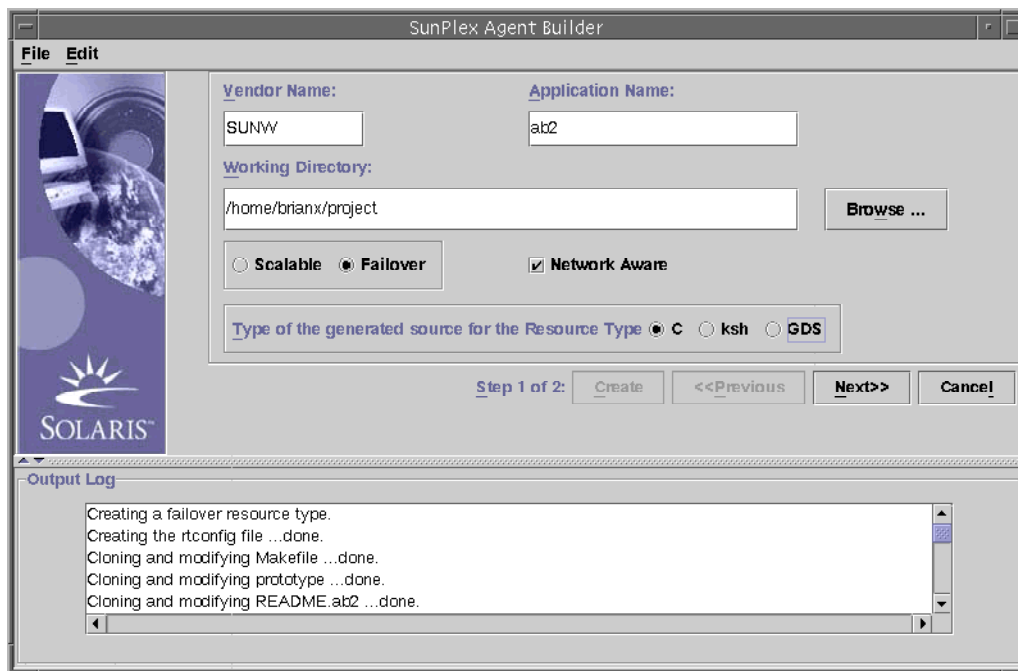 SunPlex Agent Builder
File Edit
Vendor Name: Application Name:
SUNW ab2
Working Directory:
/home/brianx/project Browse ...
Scalable Failover Network Aware
Type of the generated source for the Resource Type C ksh GDS
Step 1 of 2: Create <<Previous Next>> Cancel
SOLARIS™
Output Log
Creating a failover resource type.
Creating the rtconfig file ...done.
Cloning and modifying Makefile ...done.
Cloning and modifying prototype ...done.
Cloning and modifying README.ab2 ...done.